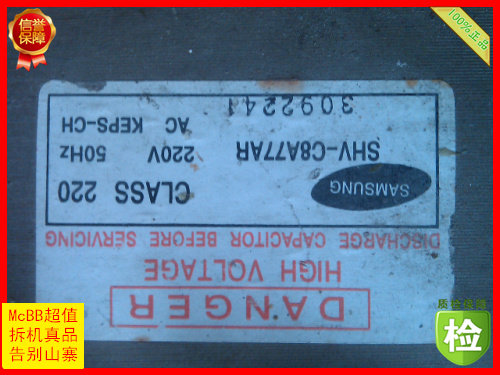 信誉
保障
100%正品
DANGER
HIGH VOLTAGE
DISCHARGE CAPACITOR BEFORE SERVICING
SAMSUNG
CLASS 220
SHV-C8A77AR
220V 50Hz
AC KEPS-CH
3092241
McBB超值
拆机真品
告别山寨
检